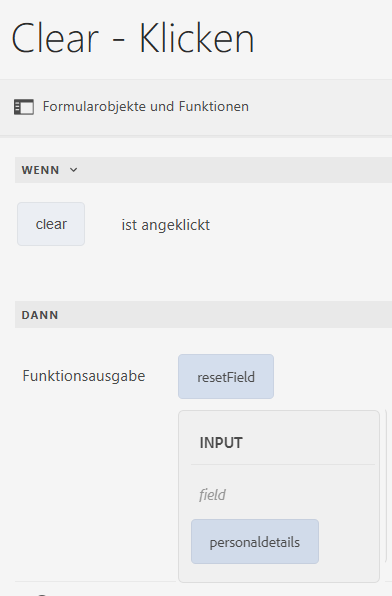 Clear - Klicken
Formularobjekte und Funktionen
WENN
clear ist angeklickt
DANN
Funktionsausgabe resetField
INPUT
field
personaldetails